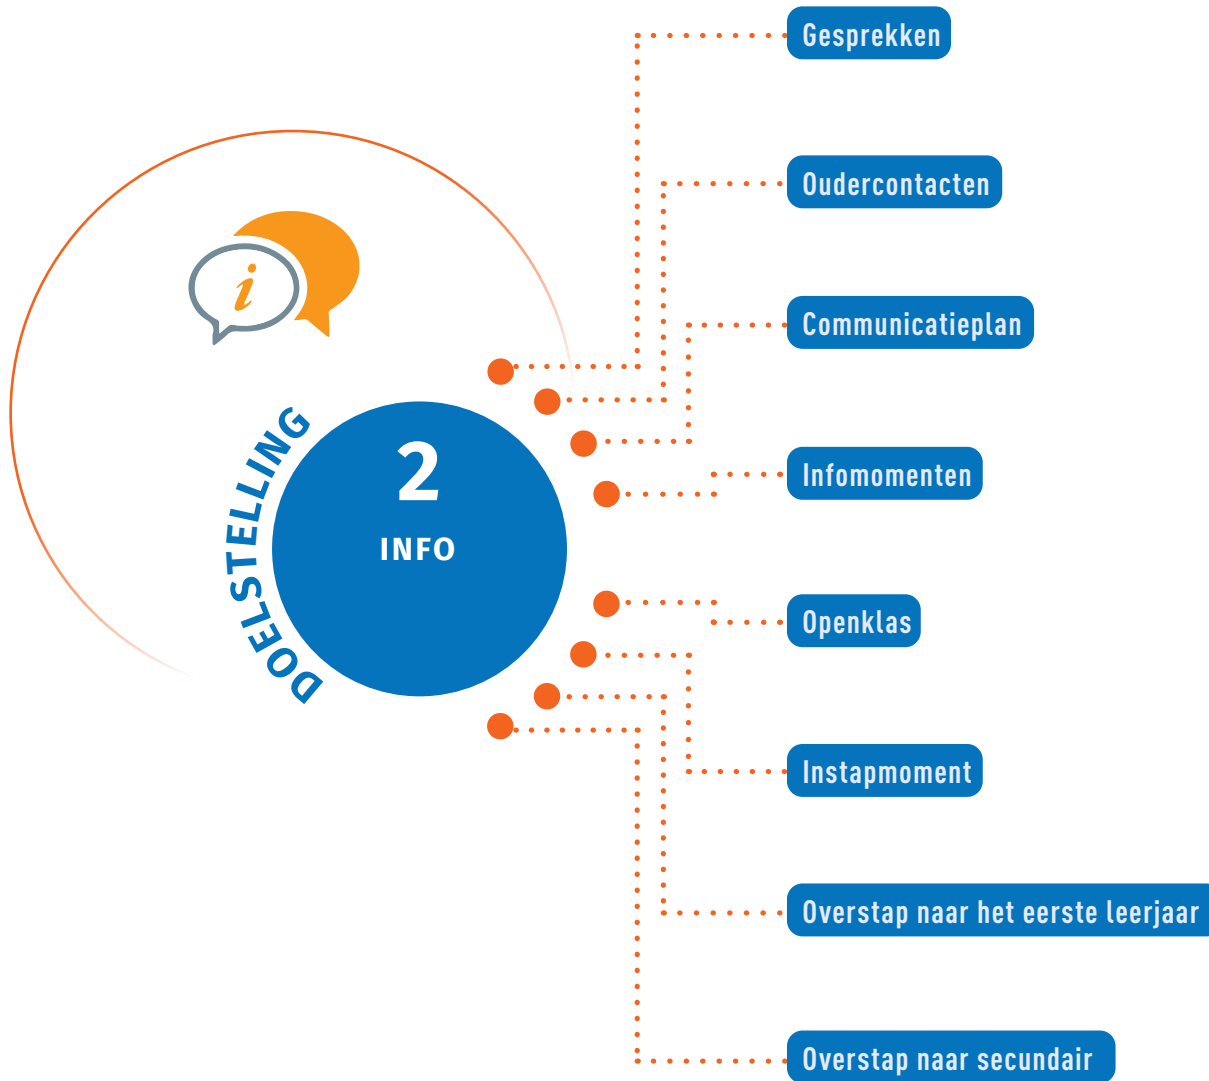 Gesprekken
Oudercontacten
Communicatieplan
i
DOELSTELLING
2
INFO
Infomomenten
Openklas
Instapmoment
Overstap naar het eerste leerjaar
Overstap naar secundair